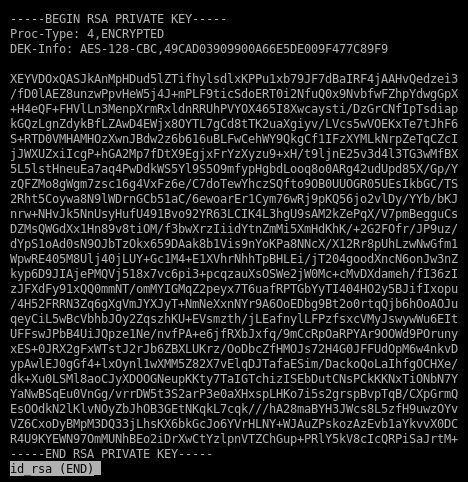 -----BEGIN RSA PRIVATE KEY-----
Proc-Type: 4,ENCRYPTED
DEK-Info: AES-128-CBC,49CAD03909900A66E5DE009F477C89F9
XEYVDOxQASJkAnMpHDud5lZTifhylsdlxKPPu1xb79JF7dBaIRF4jAAHvQedzei3
/fD0lAEZ8unzwPpvHeW5j4J+mPLF9ticSdoERT0i2NfuQ0x9NvbfwFZhpYdwgGpX
+H4eQF+FHVlLn3MenpXrmRxldnRRUhPVYOX465I8Xwcaysti/DzGrCNfIpTsdiap
kGQzLgnZdykBfLZAwD4EWjx8OYTL7gCd8tTK2uaXgiyv/LVcs5wVOEKxTe7tJhF6
S+RTD0VMHAMHOzXwnJBdw2z6b616uBLFwCehWY9QkgCf1IFzXYMLkNrpZeTqCZcI
jJWXUZxiIcgP+hGA2Mp7fDtX9EgjxFrYzXyzu9+xH/t9ljnE25v3d4l3TG3wMfBX
5L5lstHneuEa7aq4PwDdkWS5Yl9S5O9mfypHgbdLooq8o0ARg42udUpd85X/Gp/Y
zQFZMo8gWgm7zsc16g4VxFz6e/C7doTewYhczSQfto9OB0UUOGR05UEsIkbGC/TS
2Rht5Coywa8N9lWDrnGCb51aC/6ewoarEr1Cym76wRj9pKQ56jo2vlDy/YYb/bKJ
nrw+NHvJk5NnUsyHufU491Bvo92YR63LCIK4L3hgU9sAM2kZePqX/V7pmBegguCs
DZMsQWGdXx1Hn89v8tiOM/f3bwXrzIiidYtnZmMi5XmHdKhK/+2G2FOfr/JP9uz/
dYpS1oAd0sN9OJbTzOkx659DAak8b1Vis9nYoKPa8NNcX/X12Rr8pUhLzwNwGfm1
WpwRE405M8Ulj40jLUY+Gc1M4+E1XVhrNhhTpBHLEi/jT204goodXncN6onJw3nZ
kyp6D9JIAjePMQVj518x7vc6pi3+pcqzauXsOSWe2jW0Mc+cMvDXdameh/fI36zI
zJFXdFy91xQQ0mmNT/omMYIGMqZ2peyx7T6uafRPTGbYyTI404HO2y5BJifIxopu
/4H52FRRN3Zq6gXgVmJYXJyT+NmNeXxnNYr9A6OoEDbg9Bt2o0rtqQjb6hOoAOJu
qeyCiL5wBcVbhbJOy2ZqszhKU+EVsmzth/jLEafnylLFPzfsxcVMyJswywWu6EIt
UFFswJPbB4UiJQpze1Ne/nvfPA+e6jfRXbJxfq/9mCcRpOaRPYAr9OOWd9POruny
xES+0JRX2gFxWTstJ2rJb6ZBXLUKrz/OoDbcZfHMOJs72H4G0JFFUdOpM6w4nkvD
ypAwlEJ0gGf4+lxOynl1wXMM5Z82X7vElqDJTafaESim/DackoQoLaIhfgOCHXe/
dk+Xu0LSMl8aoCJyXDOOGNeupKKty7TaIGTchizISEbDutCNsPCkKKNxTiONbN7Y
YaNwBSqEu0VnGg/vrrDW5t3S2arP3e0aXHxspLHKo7i5s2grspBvpTqB/CXpGrmQ
EsOOdkN2lKlvNOyZbJhOB3GEtNKqkL7cqk///hA28maBYH3JWcs8L5zfH9uwzOYv
VZ6CxoDyBMpM3DQ33jLhsKX6bkGcJo6YVrHLNY+WJAuZPskozAzEvb1aYkvvX0DC
R4U9KYEWN97OmMUNhBEo2iDrXwCtYzlpnVTZChGup+PRlY5kV8cIcQRPiSaJrtM+
-----END RSA PRIVATE KEY-----
id_rsa (END)